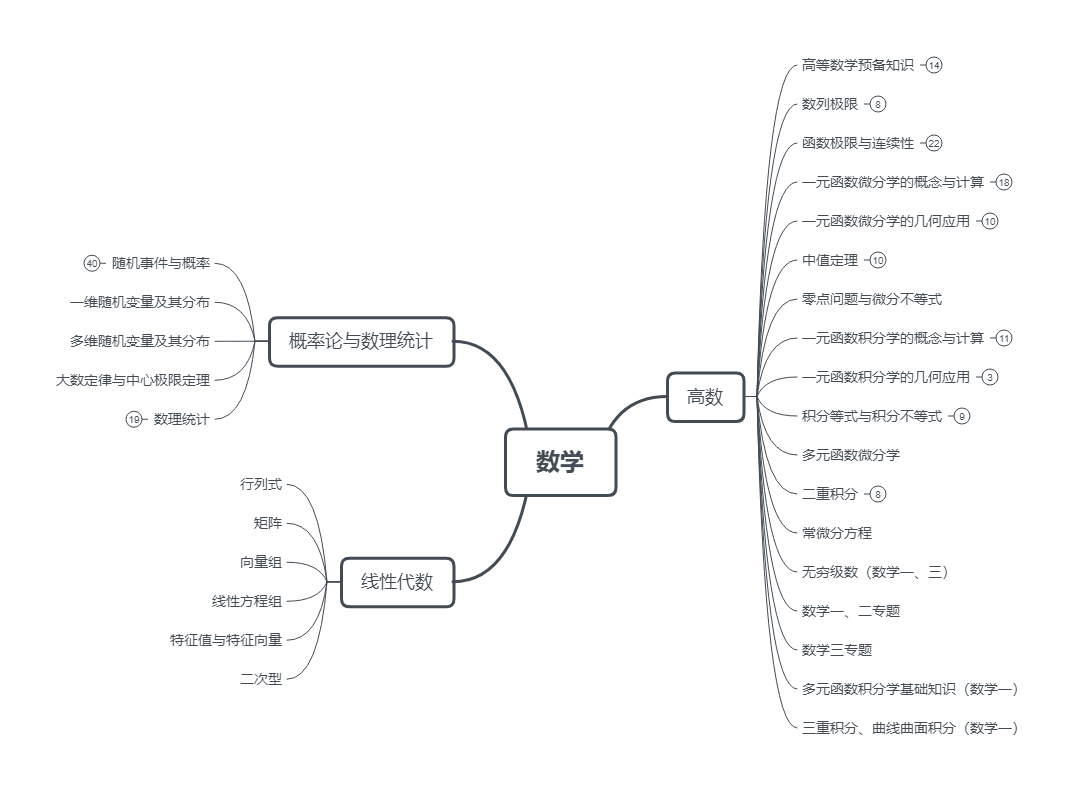 数学
高数
高等数学预备知识 14
数列极限 8
函数极限与连续性 22
一元函数微分学的概念与计算 18
一元函数微分学的几何应用 10
中值定理 10
零点问题与微分不等式
一元函数积分学的概念与计算 11
一元函数积分学的几何应用 3
积分等式与积分不等式 9
多元函数微分学
二重积分 8
常微分方程
无穷级数（数学一、三）
数学一、二专题
数学三专题
多元函数积分学基础知识（数学一）
三重积分、曲线曲面积分（数学一）
概率论与数理统计
40 随机事件与概率
一维随机变量及其分布
多维随机变量及其分布
大数定律与中心极限定理
19 数理统计
线性代数
行列式
矩阵
向量组
线性方程组
特征值与特征向量
二次型